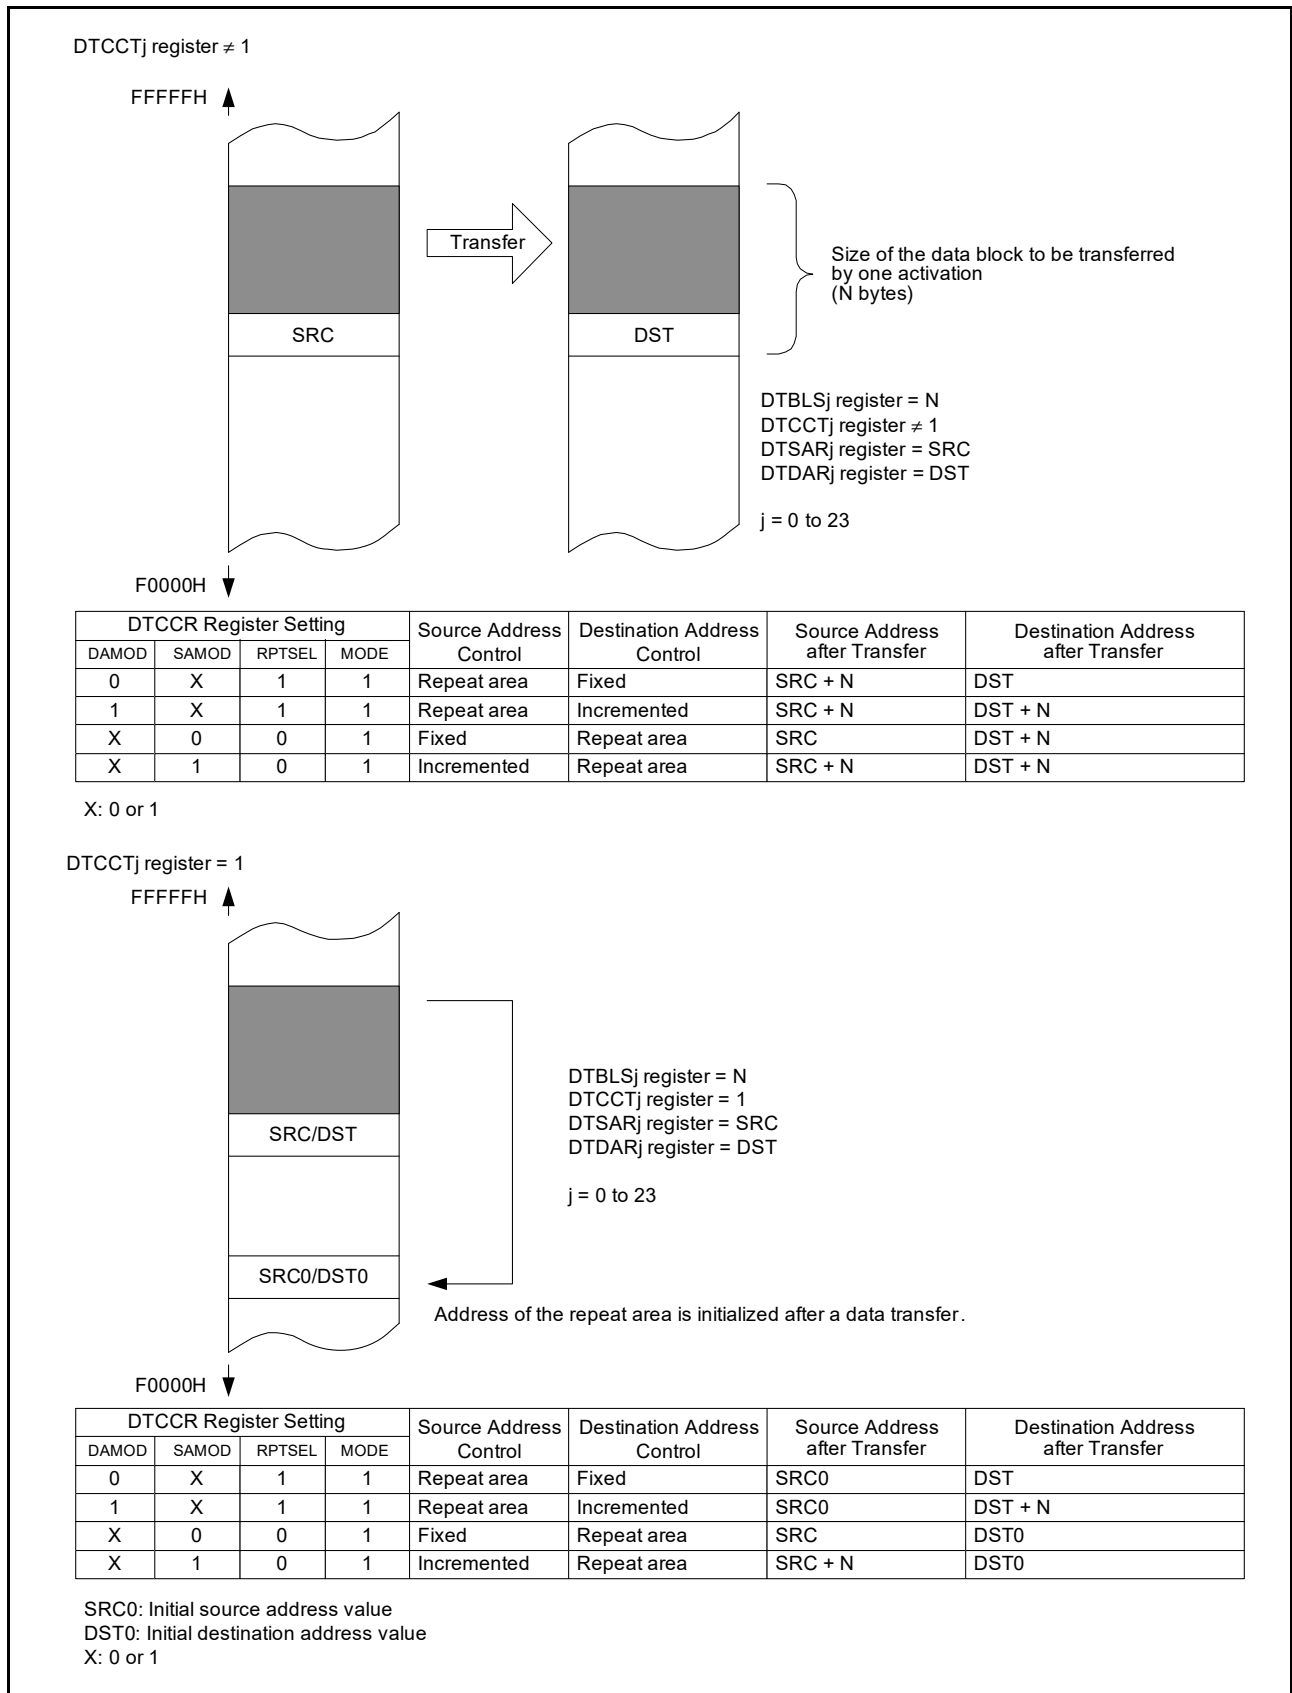 DTCCTj register ≠ 1
FFFFFH
Transfer
Size of the data block to be transferred
by one activation
(N bytes)
SRC
DST
DTBLSj register = N
DTCCTj register ≠ 1
DTSARj register = SRC
DTDARj register = DST
j = 0 to 23
F0000H
DTCCR Register Setting Source Address Control Destination Address Control Source Address after Transfer Destination Address after Transfer
DAMOD SAMOD RPTSEL MODE
0 X 1 1 Repeat area Fixed SRC + N DST
1 X 1 1 Repeat area Incremented SRC + N DST + N
X 0 0 1 Fixed Repeat area SRC DST + N
X 1 0 1 Incremented Repeat area SRC + N DST + N
X: 0 or 1
DTCCTj register = 1
FFFFFH
DTBLSj register = N
DTCCTj register = 1
DTSARj register = SRC
DTDARj register = DST
j = 0 to 23
SRC/DST
SRC0/DST0
Address of the repeat area is initialized after a data transfer.
F0000H
DTCCR Register Setting Source Address Control Destination Address Control Source Address after Transfer Destination Address after Transfer
DAMOD SAMOD RPTSEL MODE
0 X 1 1 Repeat area Fixed SRC0 DST
1 X 1 1 Repeat area Incremented SRC0 DST + N
X 0 0 1 Fixed Repeat area SRC DST0
X 1 0 1 Incremented Repeat area SRC + N DST0
SRC0: Initial source address value
DST0: Initial destination address value
X: 0 or 1